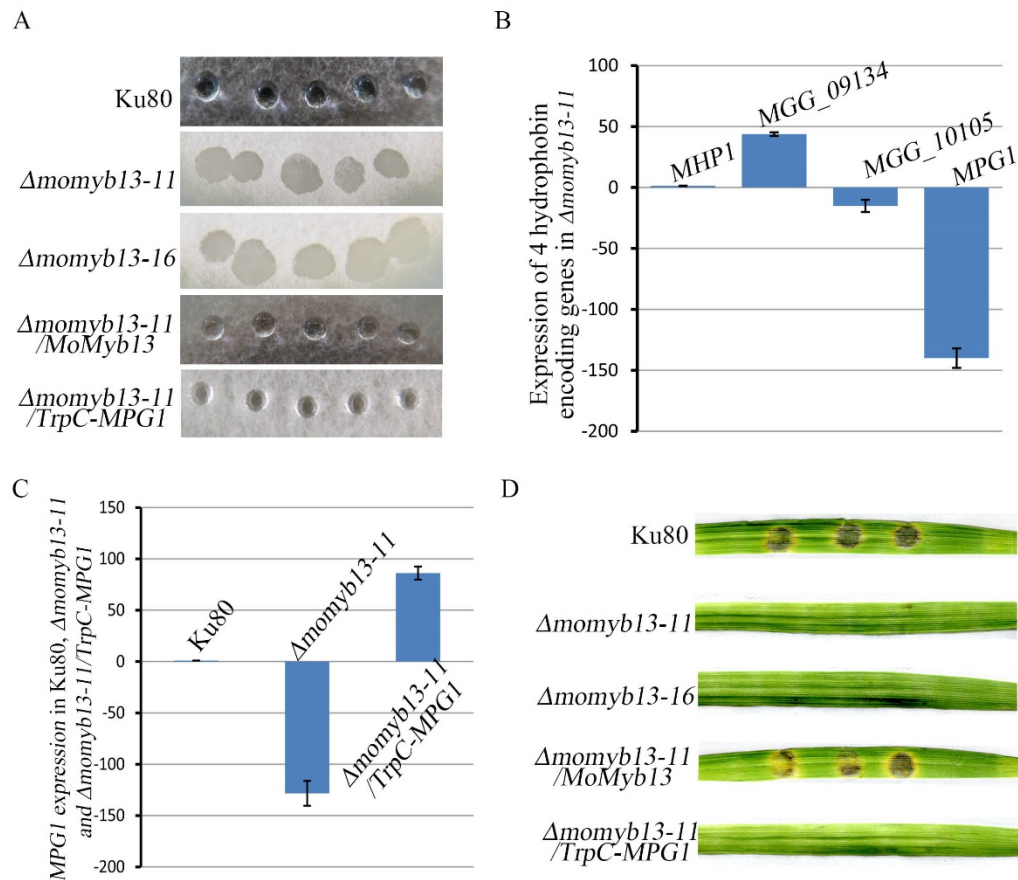 A
Ku80
Δmomyb13-11
Δmomyb13-16
Δmomyb13-11
/MoMyb13
Δmomyb13-11
/TrpC-MPG1
B
Expression of 4 hydrophobin
encoding genes in Δmomyb13-11
100
50
0
-50
-100
-150
-200
MHP1
MGG_09134
MGG_10105
MPG1
C
MPG1 expression in Ku80, Δmomyb13-11
and Δmomyb13-11/TrpC-MPG1
150
100
50
0
-50
-100
-150
-200
Ku80
Δmomyb13-11
Δmomyb13-11
/TrpC-MPG1
D
Ku80
Δmomyb13-11
Δmomyb13-16
Δmomyb13-11
/MoMyb13
Δmomyb13-11
/TrpC-MPG1